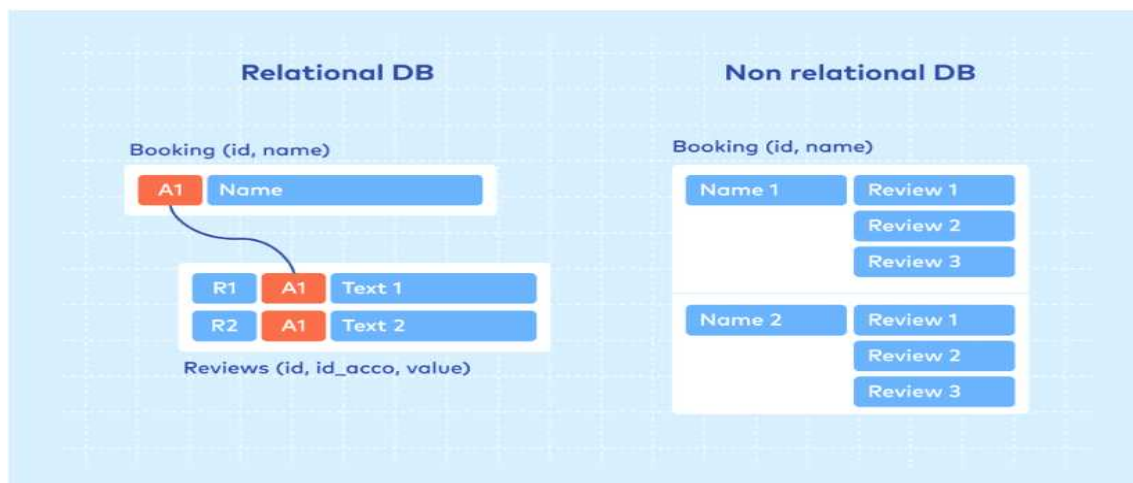 Relational DB
Booking (id, name)
A1 Name
R1 A1 Text 1
R2 A1 Text 2
Reviews (id, id_acco, value)
Non relational DB
Booking (id, name)
Name 1 Review 1
Review 2
Review 3
Name 2 Review 1
Review 2
Review 3